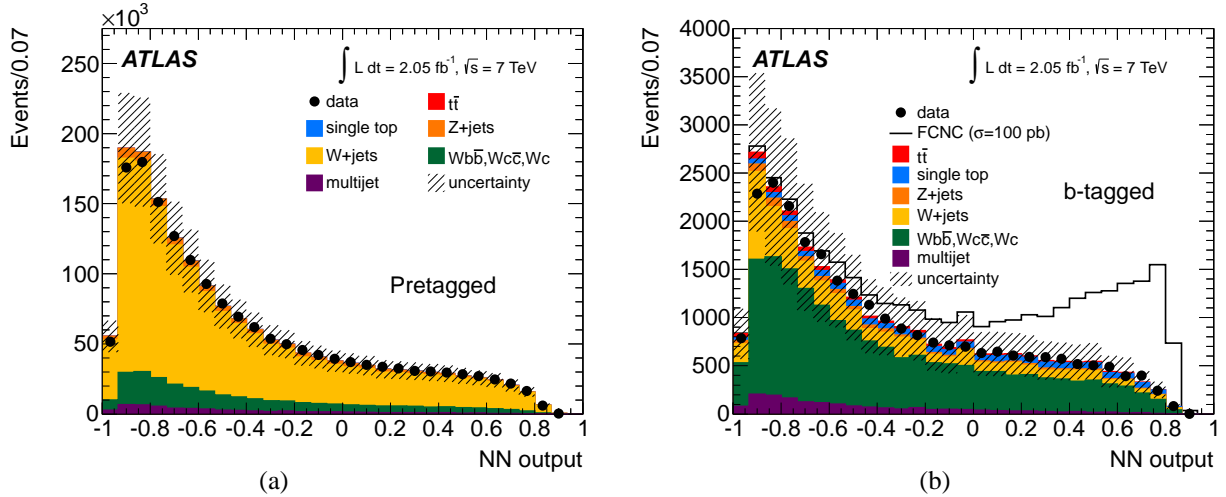 ×10³
Events/0.07
ATLAS
∫ L dt = 2.05 fb⁻¹, √s = 7 TeV
data
tt̄
single top
Z+jets
W+jets
Wbb̄,Wcc̄,Wc
multijet
uncertainty
Pretagged
250
200
150
100
50
0
-1 -0.8 -0.6 -0.4 -0.2 0 0.2 0.4 0.6 0.8 1
NN output
(a)
Events/0.07
ATLAS
∫ L dt = 2.05 fb⁻¹, √s = 7 TeV
data
FCNC (σ=100 pb)
tt̄
single top
Z+jets
W+jets
Wbb̄,Wcc̄,Wc
multijet
uncertainty
b-tagged
4000
3500
3000
2500
2000
1500
1000
500
0
-1 -0.8 -0.6 -0.4 -0.2 0 0.2 0.4 0.6 0.8 1
NN output
(b)